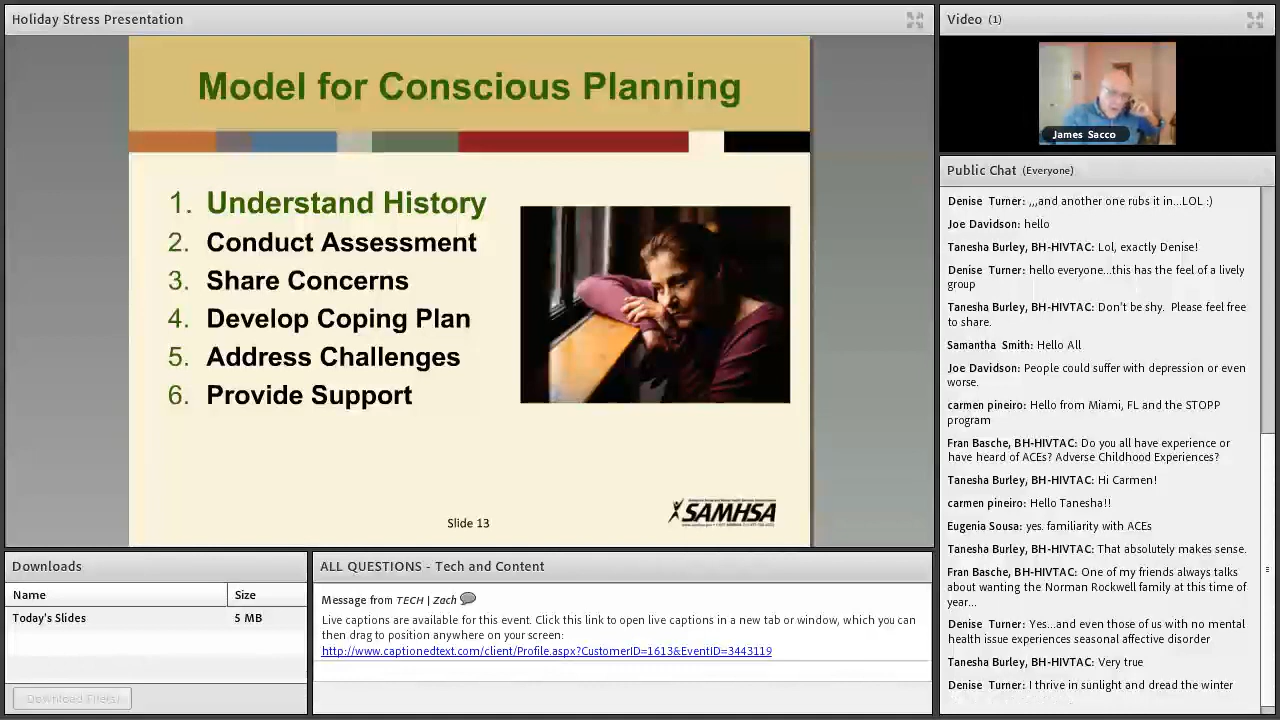 Holiday Stress Presentation
Model for Conscious Planning
1. Understand History
2. Conduct Assessment
3. Share Concerns
4. Develop Coping Plan
5. Address Challenges
6. Provide Support
Slide 13
SAMHSA
Video (1)
James Sacco
Public Chat (Everyone)
Denise Turner: ,,,and another one rubs it in...LOL :)
Joe Davidson: hello
Tanesha Burley, BH-HIVTAC: Lol, exactly Denise!
Denise Turner: hello everyone...this has the feel of a lively
group
Tanesha Burley, BH-HIVTAC: Don't be shy. Please feel free
to share.
Samantha Smith: Hello All
Joe Davidson: People could suffer with depression or even
worse.
carmen pineiro: Hello from Miami, FL and the STOPP
program
Fran Basche, BH-HIVTAC: Do you all have experience or
have heard of ACEs? Adverse Childhood Experiences?
Tanesha Burley, BH-HIVTAC: Hi Carmen!
carmen pineiro: Hello Tanesha!!
Eugenia Sousa: yes. familiarity with ACEs
Tanesha Burley, BH-HIVTAC: That absolutely makes sense.
Fran Basche, BH-HIVTAC: One of my friends always talks
about wanting the Norman Rockwell family at this time of
year...
Denise Turner: Yes...and even those of us with no mental
health issue experiences seasonal affective disorder
Tanesha Burley, BH-HIVTAC: Very true
Denise Turner: I thrive in sunlight and dread the winter
Downloads
Name Size
Today's Slides 5 MB
Download File(s)
ALL QUESTIONS - Tech and Content
Message from TECH | Zach
Live captions are available for this event. Click this link to open live captions in a new tab or window, which you can
then drag to position anywhere on your screen:
http://www.captionedtext.com/client/Profile.aspx?CustomerID=1613&EventID=3443119